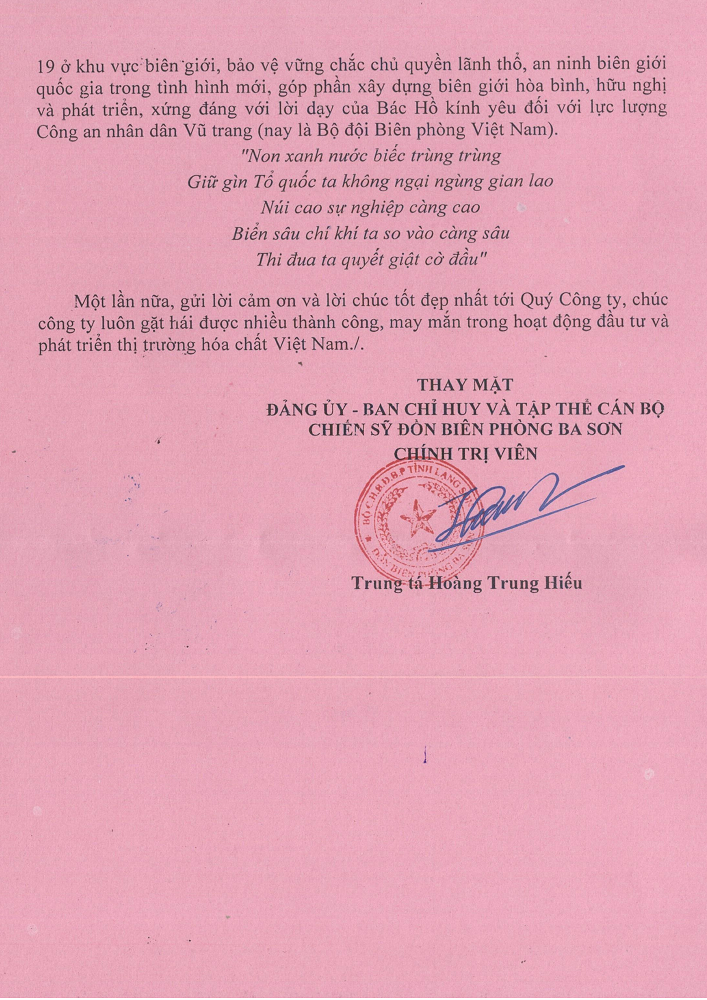 19 ở khu vực biên giới, bảo vệ vững chắc chủ quyền lãnh thổ, an ninh biên giới
quốc gia trong tình hình mới, góp phần xây dựng biên giới hòa bình, hữu nghị
và phát triển, xứng đáng với lời dạy của Bác Hồ kính yêu đối với lực lượng
Công an nhân dân Vũ trang (nay là Bộ đội Biên phòng Việt Nam).
"Non xanh nước biếc trùng trùng
Giữ gìn Tổ quốc ta không ngại ngùng gian lao
Núi cao sự nghiệp càng cao
Biển sâu chí khí ta so vào càng sâu
Thi đua ta quyết giật cờ đầu"
Một lần nữa, gửi lời cảm ơn và lời chúc tốt đẹp nhất tới Quý Công ty, chúc
công ty luôn gặt hái được nhiều thành công, may mắn trong hoạt động đầu tư và
phát triển thị trường hóa chất Việt Nam./.
THAY MẶT
ĐẢNG ỦY - BAN CHỈ HUY VÀ TẬP THỂ CÁN BỘ
CHIẾN SỸ ĐỒN BIÊN PHÒNG BA SƠN
CHÍNH TRỊ VIÊN
BỘ C.H.B.Đ.B.P TỈNH LẠNG SƠN
ĐỒN BIÊN PHÒNG BA SƠN
Trung tá Hoàng Trung Hiếu